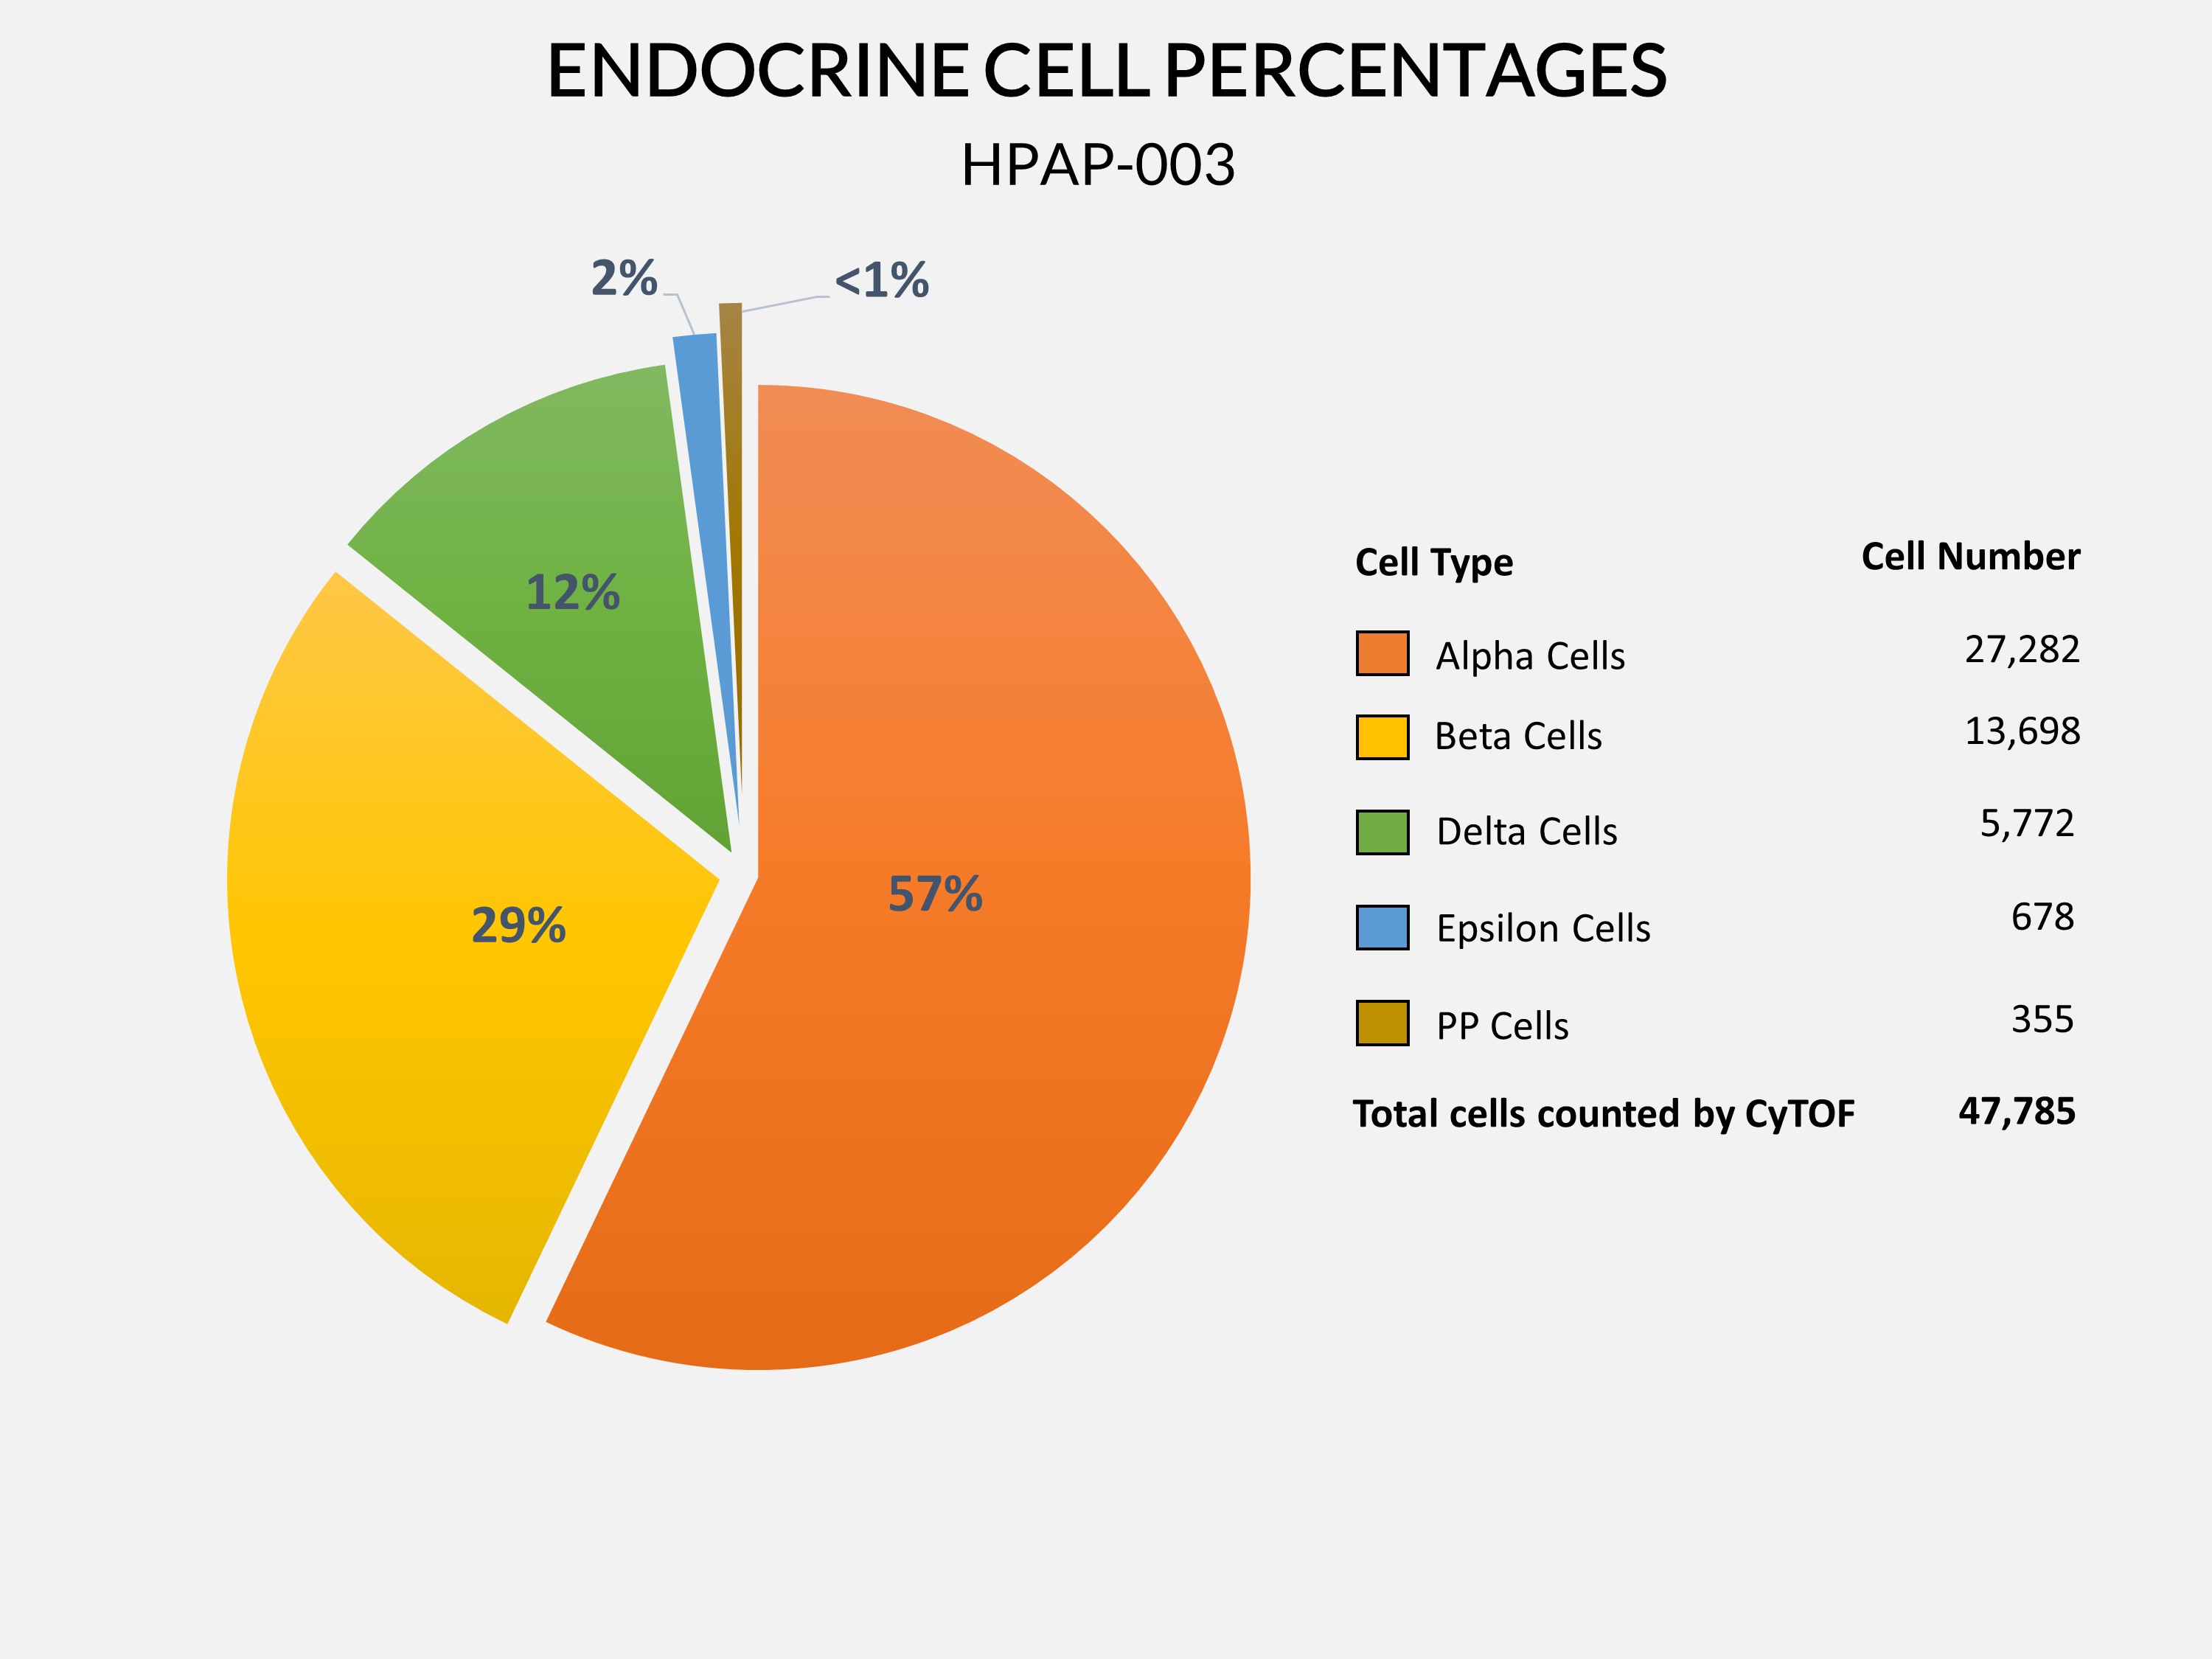 ENDOCRINE CELL PERCENTAGES
HPAP-003
2%
<1%
12%
29%
57%
Cell Type Cell Number
Alpha Cells 27,282
Beta Cells 13,698
Delta Cells 5,772
Epsilon Cells 678
PP Cells 355
Total cells counted by CyTOF 47,785